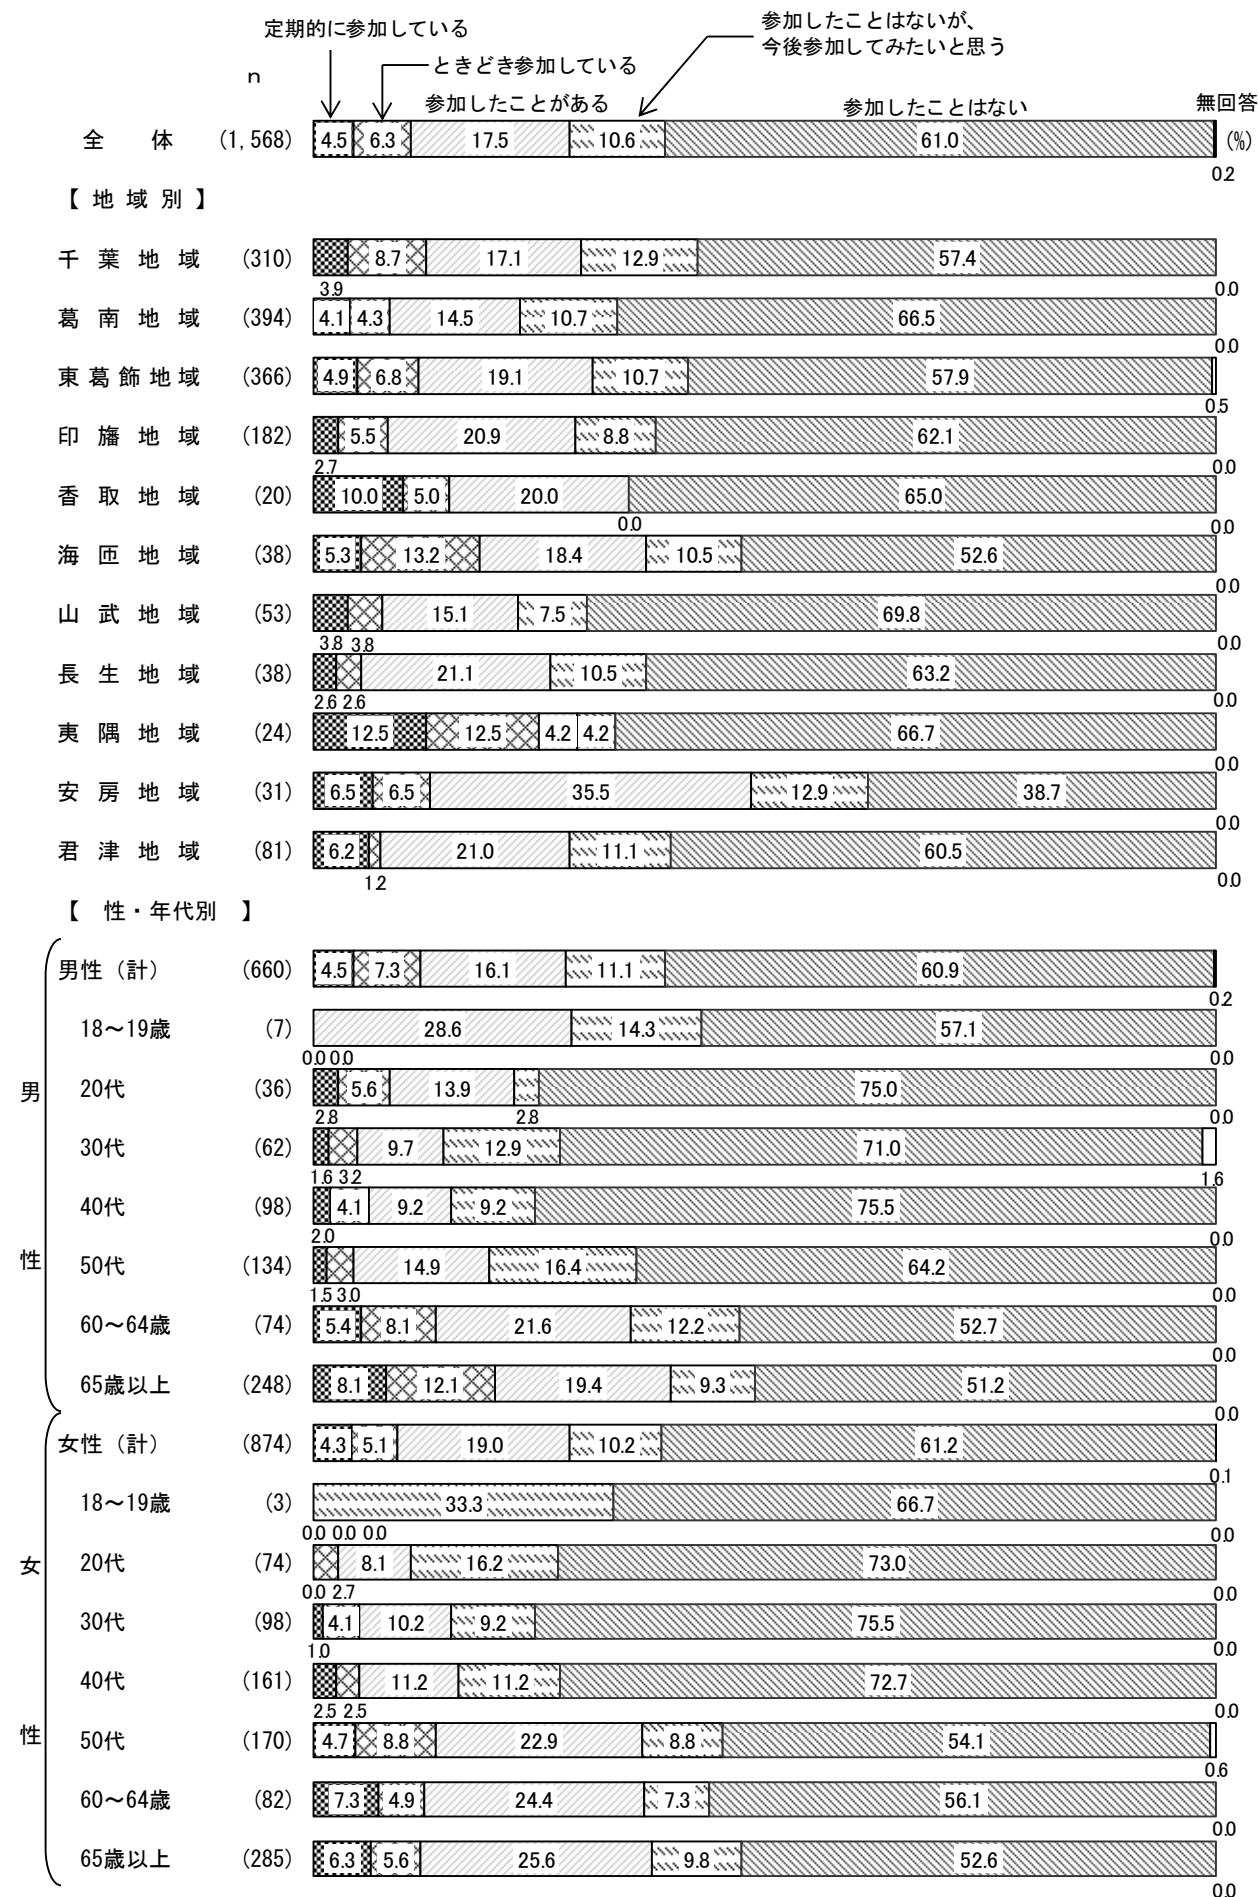 定期的に参加している
参加したことはないが、
今後参加してみたいと思う
ときどき参加している
n
参加したことがある
参加したことはない
無回答
全 体 (1,568) 4.5 6.3 17.5 10.6 61.0 (%)
0.2
【 地 域 別 】
千 葉 地 域 (310) 8.7 17.1 12.9 57.4
3.9 0.0
葛 南 地 域 (394) 4.1 4.3 14.5 10.7 66.5
0.0
東 葛 飾 地 域 (366) 4.9 6.8 19.1 10.7 57.9
0.5
印 旛 地 域 (182) 5.5 20.9 8.8 62.1
2.7 0.0
香 取 地 域 (20) 10.0 5.0 20.0 65.0
0.0 0.0
海 匝 地 域 (38) 5.3 13.2 18.4 10.5 52.6
0.0
山 武 地 域 (53) 15.1 7.5 69.8
3.8 3.8 0.0
長 生 地 域 (38) 21.1 10.5 63.2
2.6 2.6 0.0
夷 隅 地 域 (24) 12.5 12.5 4.2 4.2 66.7
0.0
安 房 地 域 (31) 6.5 6.5 35.5 12.9 38.7
0.0
君 津 地 域 (81) 6.2 21.0 11.1 60.5
1.2 0.0
【 性・年代別 】
男性（計） (660) 4.5 7.3 16.1 11.1 60.9
0.2
18～19歳 (7) 28.6 14.3 57.1
0.0 0.0 0.0
男
20代 (36) 5.6 13.9 75.0
2.8 2.8 0.0
30代 (62) 9.7 12.9 71.0
1.6 3.2 1.6
40代 (98) 4.1 9.2 9.2 75.5
2.0 0.0
性
50代 (134) 14.9 16.4 64.2
1.5 3.0 0.0
60～64歳 (74) 5.4 8.1 21.6 12.2 52.7
0.0
65歳以上 (248) 8.1 12.1 19.4 9.3 51.2
0.0
女性（計） (874) 4.3 5.1 19.0 10.2 61.2
0.1
18～19歳 (3) 33.3 66.7
0.0 0.0 0.0 0.0
女
20代 (74) 8.1 16.2 73.0
0.0 2.7 0.0
30代 (98) 4.1 10.2 9.2 75.5
1.0 0.0
40代 (161) 11.2 11.2 72.7
2.5 2.5 0.0
性
50代 (170) 4.7 8.8 22.9 8.8 54.1
0.6
60～64歳 (82) 7.3 4.9 24.4 7.3 56.1
0.0
65歳以上 (285) 6.3 5.6 25.6 9.8 52.6
0.0